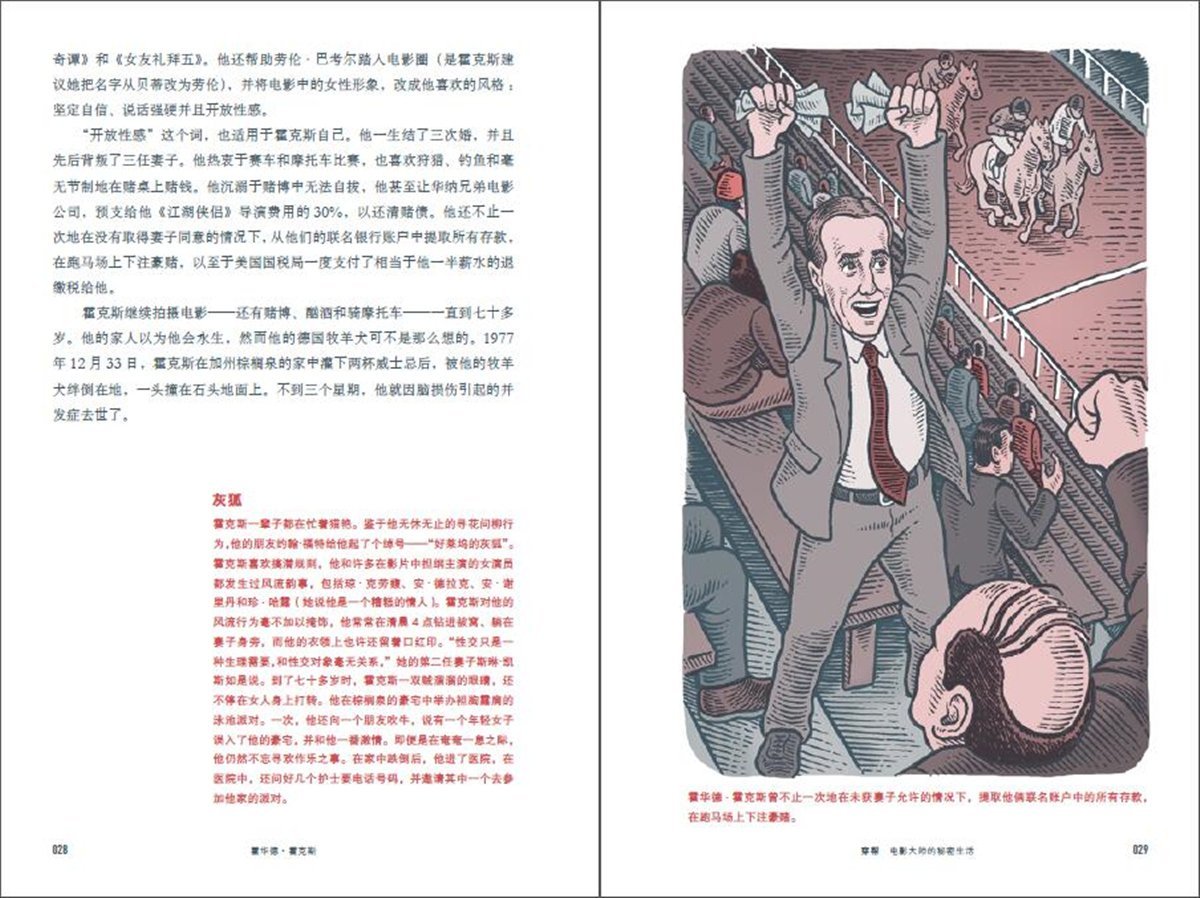 奇谭》和《女友礼拜五》。他还帮助劳伦·巴考尔踏入电影圈（是霍克斯建
议她把名字从贝蒂改为劳伦），并将电影中的女性形象，改成他喜欢的风格：
坚定自信、说话强硬并且开放性感。
“开放性感”这个词，也适用于霍克斯自己。他一生结了三次婚，并且
先后背叛了三任妻子。他热衷于赛车和摩托车比赛，也喜欢狩猎、钓鱼和毫
无节制地在赌桌上赌钱。他沉溺于赌博中无法自拔，他甚至让华纳兄弟电影
公司，预支给他《江湖侠侣》导演费用的30%，以还清赌债。他还不止一
次地在没有取得妻子同意的情况下，从他们的联名银行账户中提取所有存款，
在跑马场上下注豪赌，以至于美国国税局一度支付了相当于他一半薪水的退
缴税给他。
霍克斯继续拍摄电影——还有赌博、酗酒和骑摩托车——一直到七十多
岁。他的家人以为他会永生，然而他的德国牧羊犬可不是那么想的。1977
年12月33日，霍克斯在加州棕榈泉的家中灌下两杯威士忌后，被他的牧羊
犬绊倒在地，一头撞在石头地面上。不到三个星期，他就因脑损伤引起的并
发症去世了。
灰狐
霍克斯一辈子都在忙着猎艳。鉴于他无休无止的寻花问柳行
为，他的朋友约翰·福特给他起了个绰号——“好莱坞的灰狐”。
霍克斯喜欢搞潜规则，他和许多在影片中担纲主演的女演员
都发生过风流韵事，包括琼·克劳馥、安·德拉克、安·谢
里丹和珍·哈露（她说他是一个糟糕的情人）。霍克斯对他的
风流行为毫不加以掩饰，他常常在清晨4点钻进被窝、躺在
妻子身旁，而他的衣领上也许还留着口红印。“性交只是一
种生理需要，和性交对象毫无关系，”她的第二任妻子斯琳·凯
斯如是说。到了七十多岁时，霍克斯一双贼溜溜的眼睛，还
不停在女人身上打转。他在棕榈泉的豪宅中举办袒胸露腐的
泳池派对。一次，他还向一个朋友吹牛，说有一个年轻女子
误入了他的豪宅，并和他一番激情。即便是在奄奄一息之际，
他仍然不忘寻欢作乐之事。在家中跌倒后，他进了医院，在
医院中，还问好几个护士要电话号码，并邀请其中一个去参
加他家的派对。
028
霍华德·霍克斯
霍华德·霍克斯曾不止一次地在未获妻子允许的情况下，提取他俩联名账户中的所有存款，
在跑马场上下注豪赌。
穿帮 电影大师的秘密生活
029